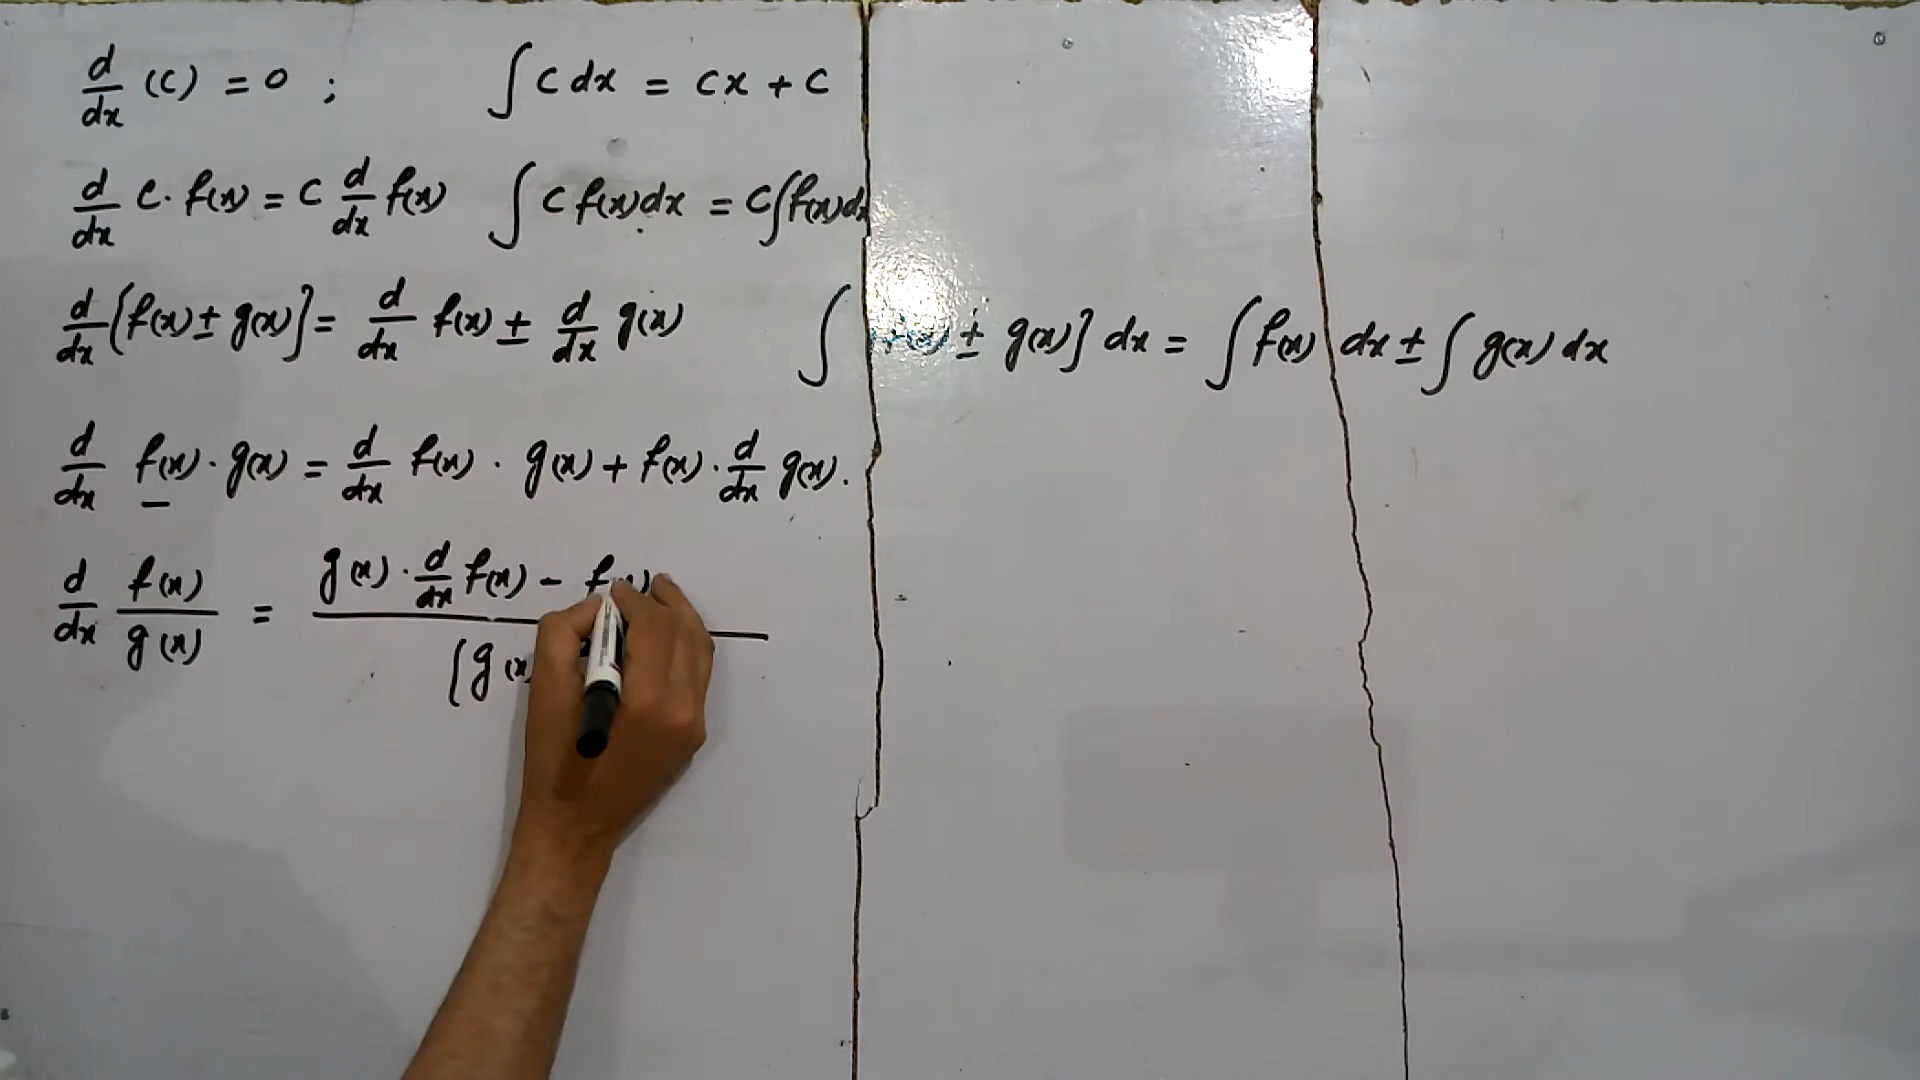 d/dx (C) = 0 ; ∫ C dx = Cx + C
d/dx C · f(x) = C d/dx f(x) ∫ C f(x) dx = C ∫ f(x) dx
d/dx [f(x) ± g(x)] = d/dx f(x) ± d/dx g(x) ∫ [f(x) ± g(x)] dx = ∫ f(x) dx ± ∫ g(x) dx
d/dx f(x) · g(x) = d/dx f(x) · g(x) + f(x) · d/dx g(x).
d/dx f(x)/g(x) = g(x) · d/dx f(x) - f(x) / [g(x)